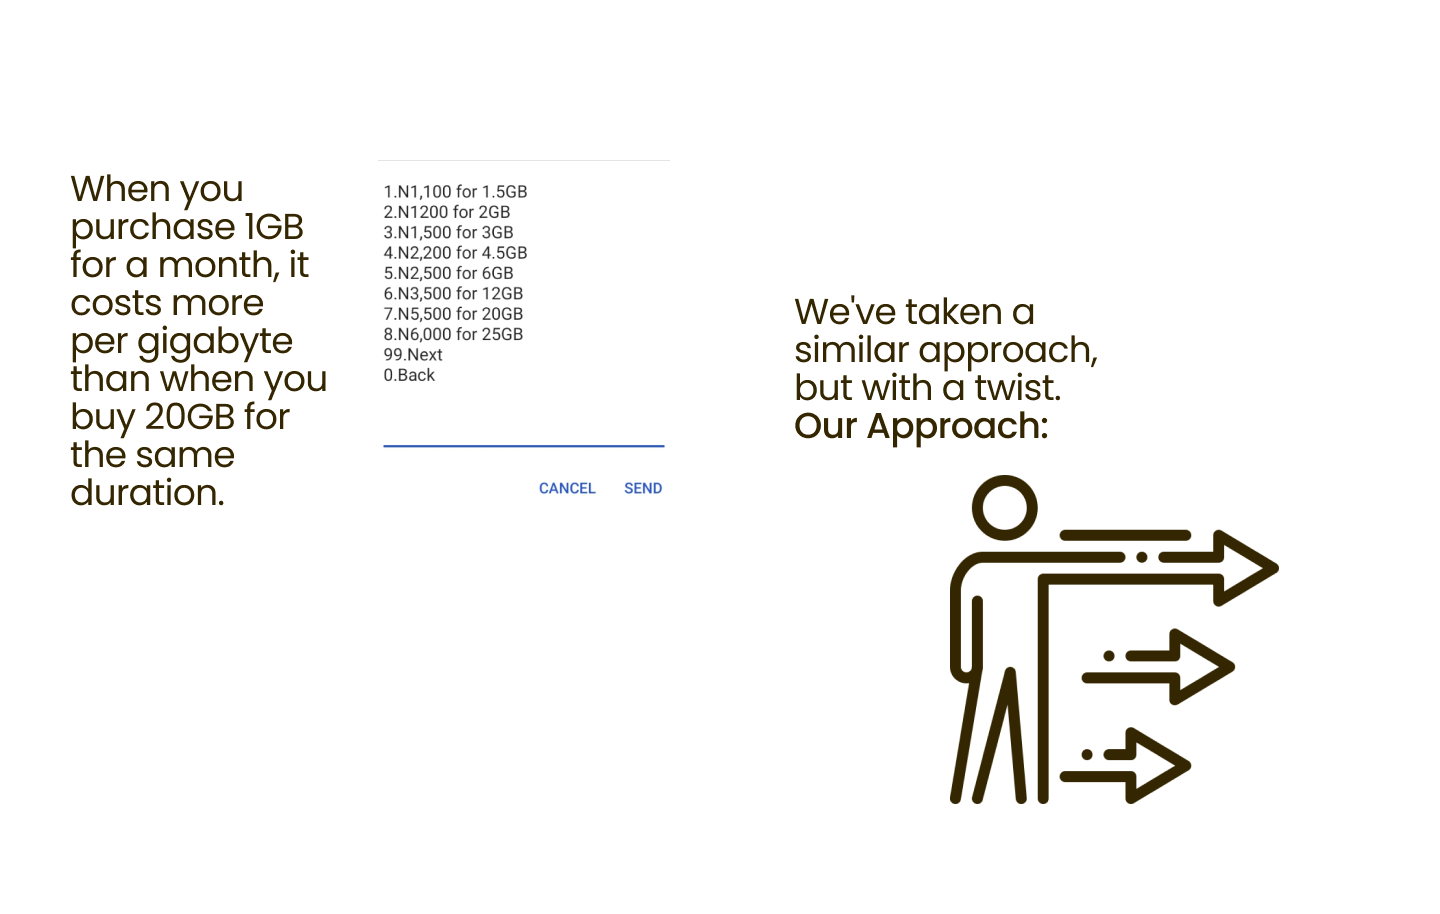 When you
purchase 1GB
for a month, it
costs more
per gigabyte
than when you
buy 20GB for
the same
duration.
1.N1,100 for 1.5GB
2.N1200 for 2GB
3.N1,500 for 3GB
4.N2,200 for 4.5GB
5.N2,500 for 6GB
6.N3,500 for 12GB
7.N5,500 for 20GB
8.N6,000 for 25GB
99.Next
0.Back
CANCEL SEND
We've taken a
similar approach,
but with a twist.
Our Approach: